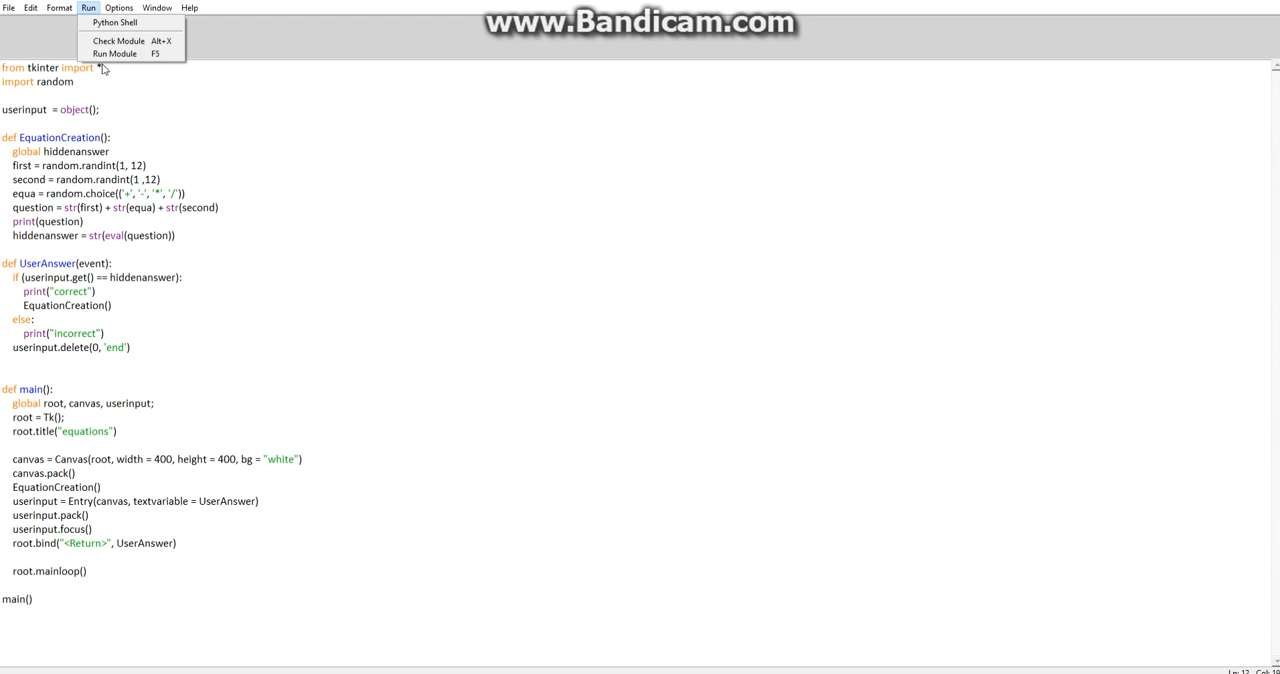 File Edit Format Run Options Window Help
www.Bandicam.com
Python Shell
Check Module Alt+X
Run Module F5
from tkinter import *
import random
userinput = object();
def EquationCreation():
global hiddenanswer
first = random.randint(1, 12)
second = random.randint(1 ,12)
equa = random.choice(('+', '-', '*', '/'))
question = str(first) + str(equa) + str(second)
print(question)
hiddenanswer = str(eval(question))
def UserAnswer(event):
if (userinput.get() == hiddenanswer):
print("correct")
EquationCreation()
else:
print("incorrect")
userinput.delete(0, 'end')
def main():
global root, canvas, userinput;
root = Tk();
root.title("equations")
canvas = Canvas(root, width = 400, height = 400, bg = "white")
canvas.pack()
EquationCreation()
userinput = Entry(canvas, textvariable = UserAnswer)
userinput.pack()
userinput.focus()
root.bind("<Return>", UserAnswer)
root.mainloop()
main()